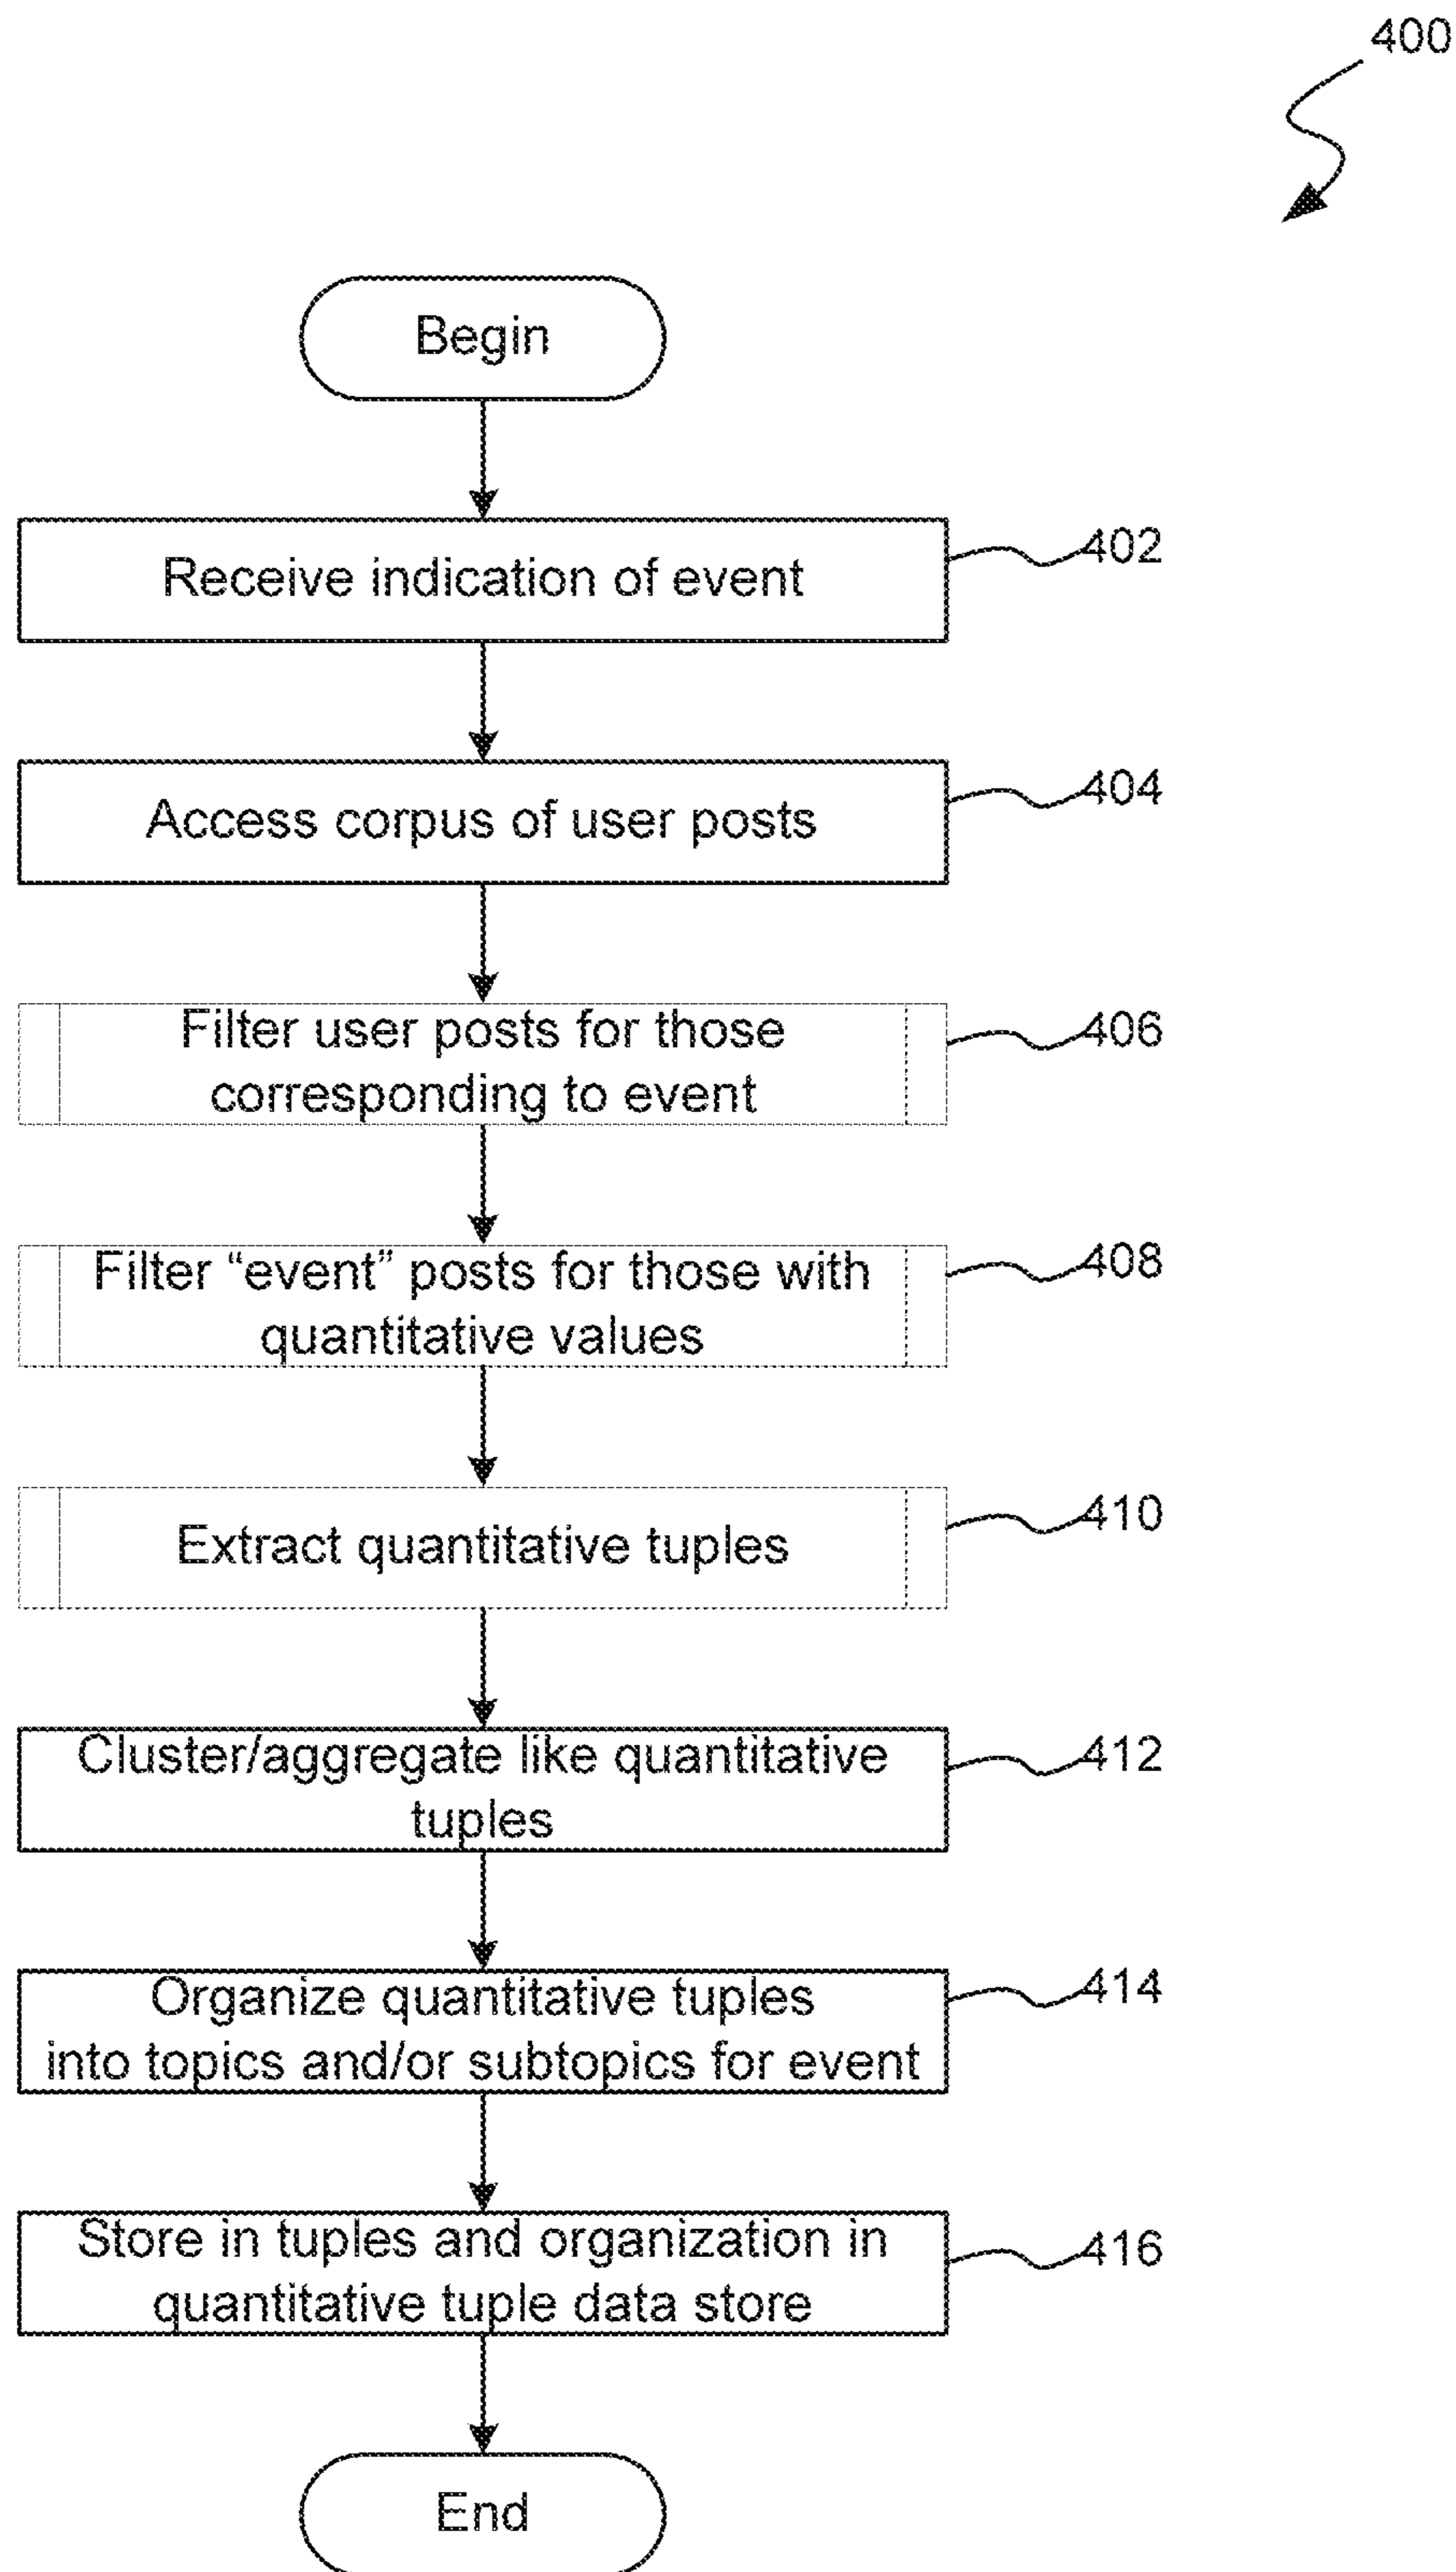 400
Begin
Receive indication of event
402
Access corpus of user posts
404
Filter user posts for those
corresponding to event
406
Filter “event” posts for those with
quantitative values
408
Extract quantitative tuples
410
Cluster/aggregate like quantitative
tuples
412
Organize quantitative tuples
into topics and/or subtopics for event
414
Store in tuples and organization in
quantitative tuple data store
416
End